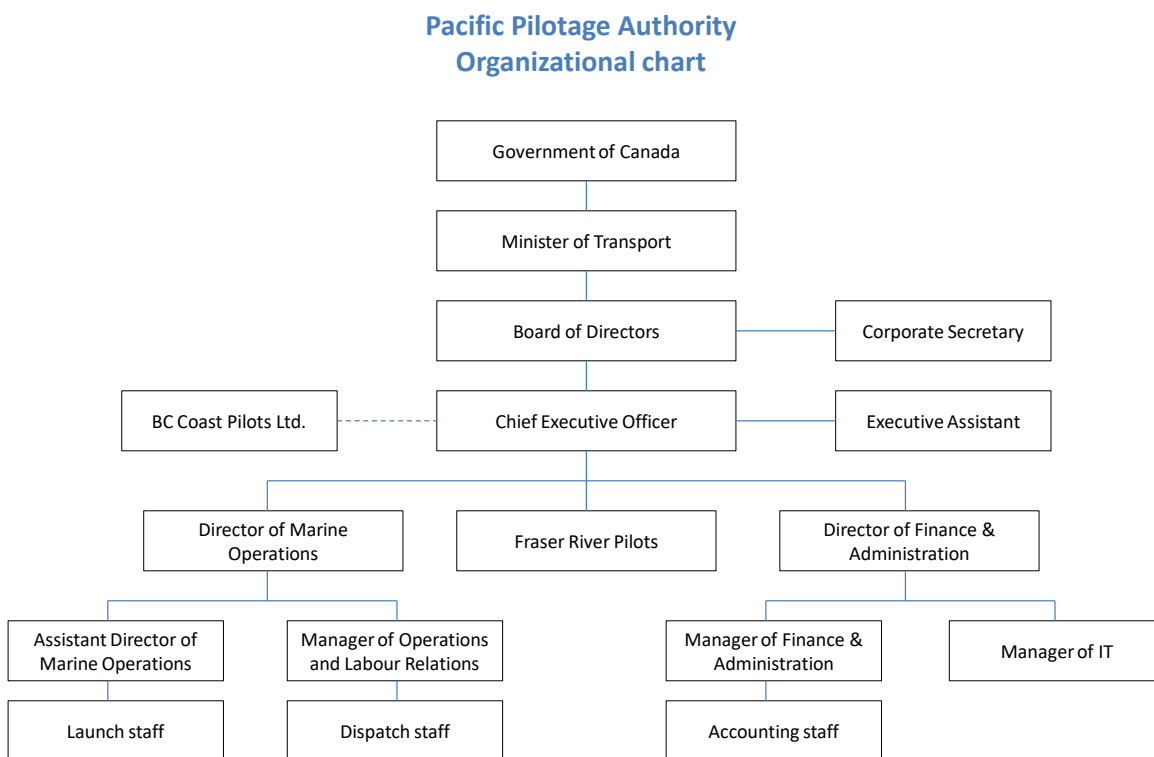 Pacific Pilotage Authority
Organizational chart
Government of Canada
Minister of Transport
Board of Directors
Corporate Secretary
BC Coast Pilots Ltd.
Chief Executive Officer
Executive Assistant
Director of Marine
Operations
Fraser River Pilots
Director of Finance &
Administration
Assistant Director of
Marine Operations
Manager of Operations
and Labour Relations
Manager of Finance &
Administration
Manager of IT
Launch staff
Dispatch staff
Accounting staff